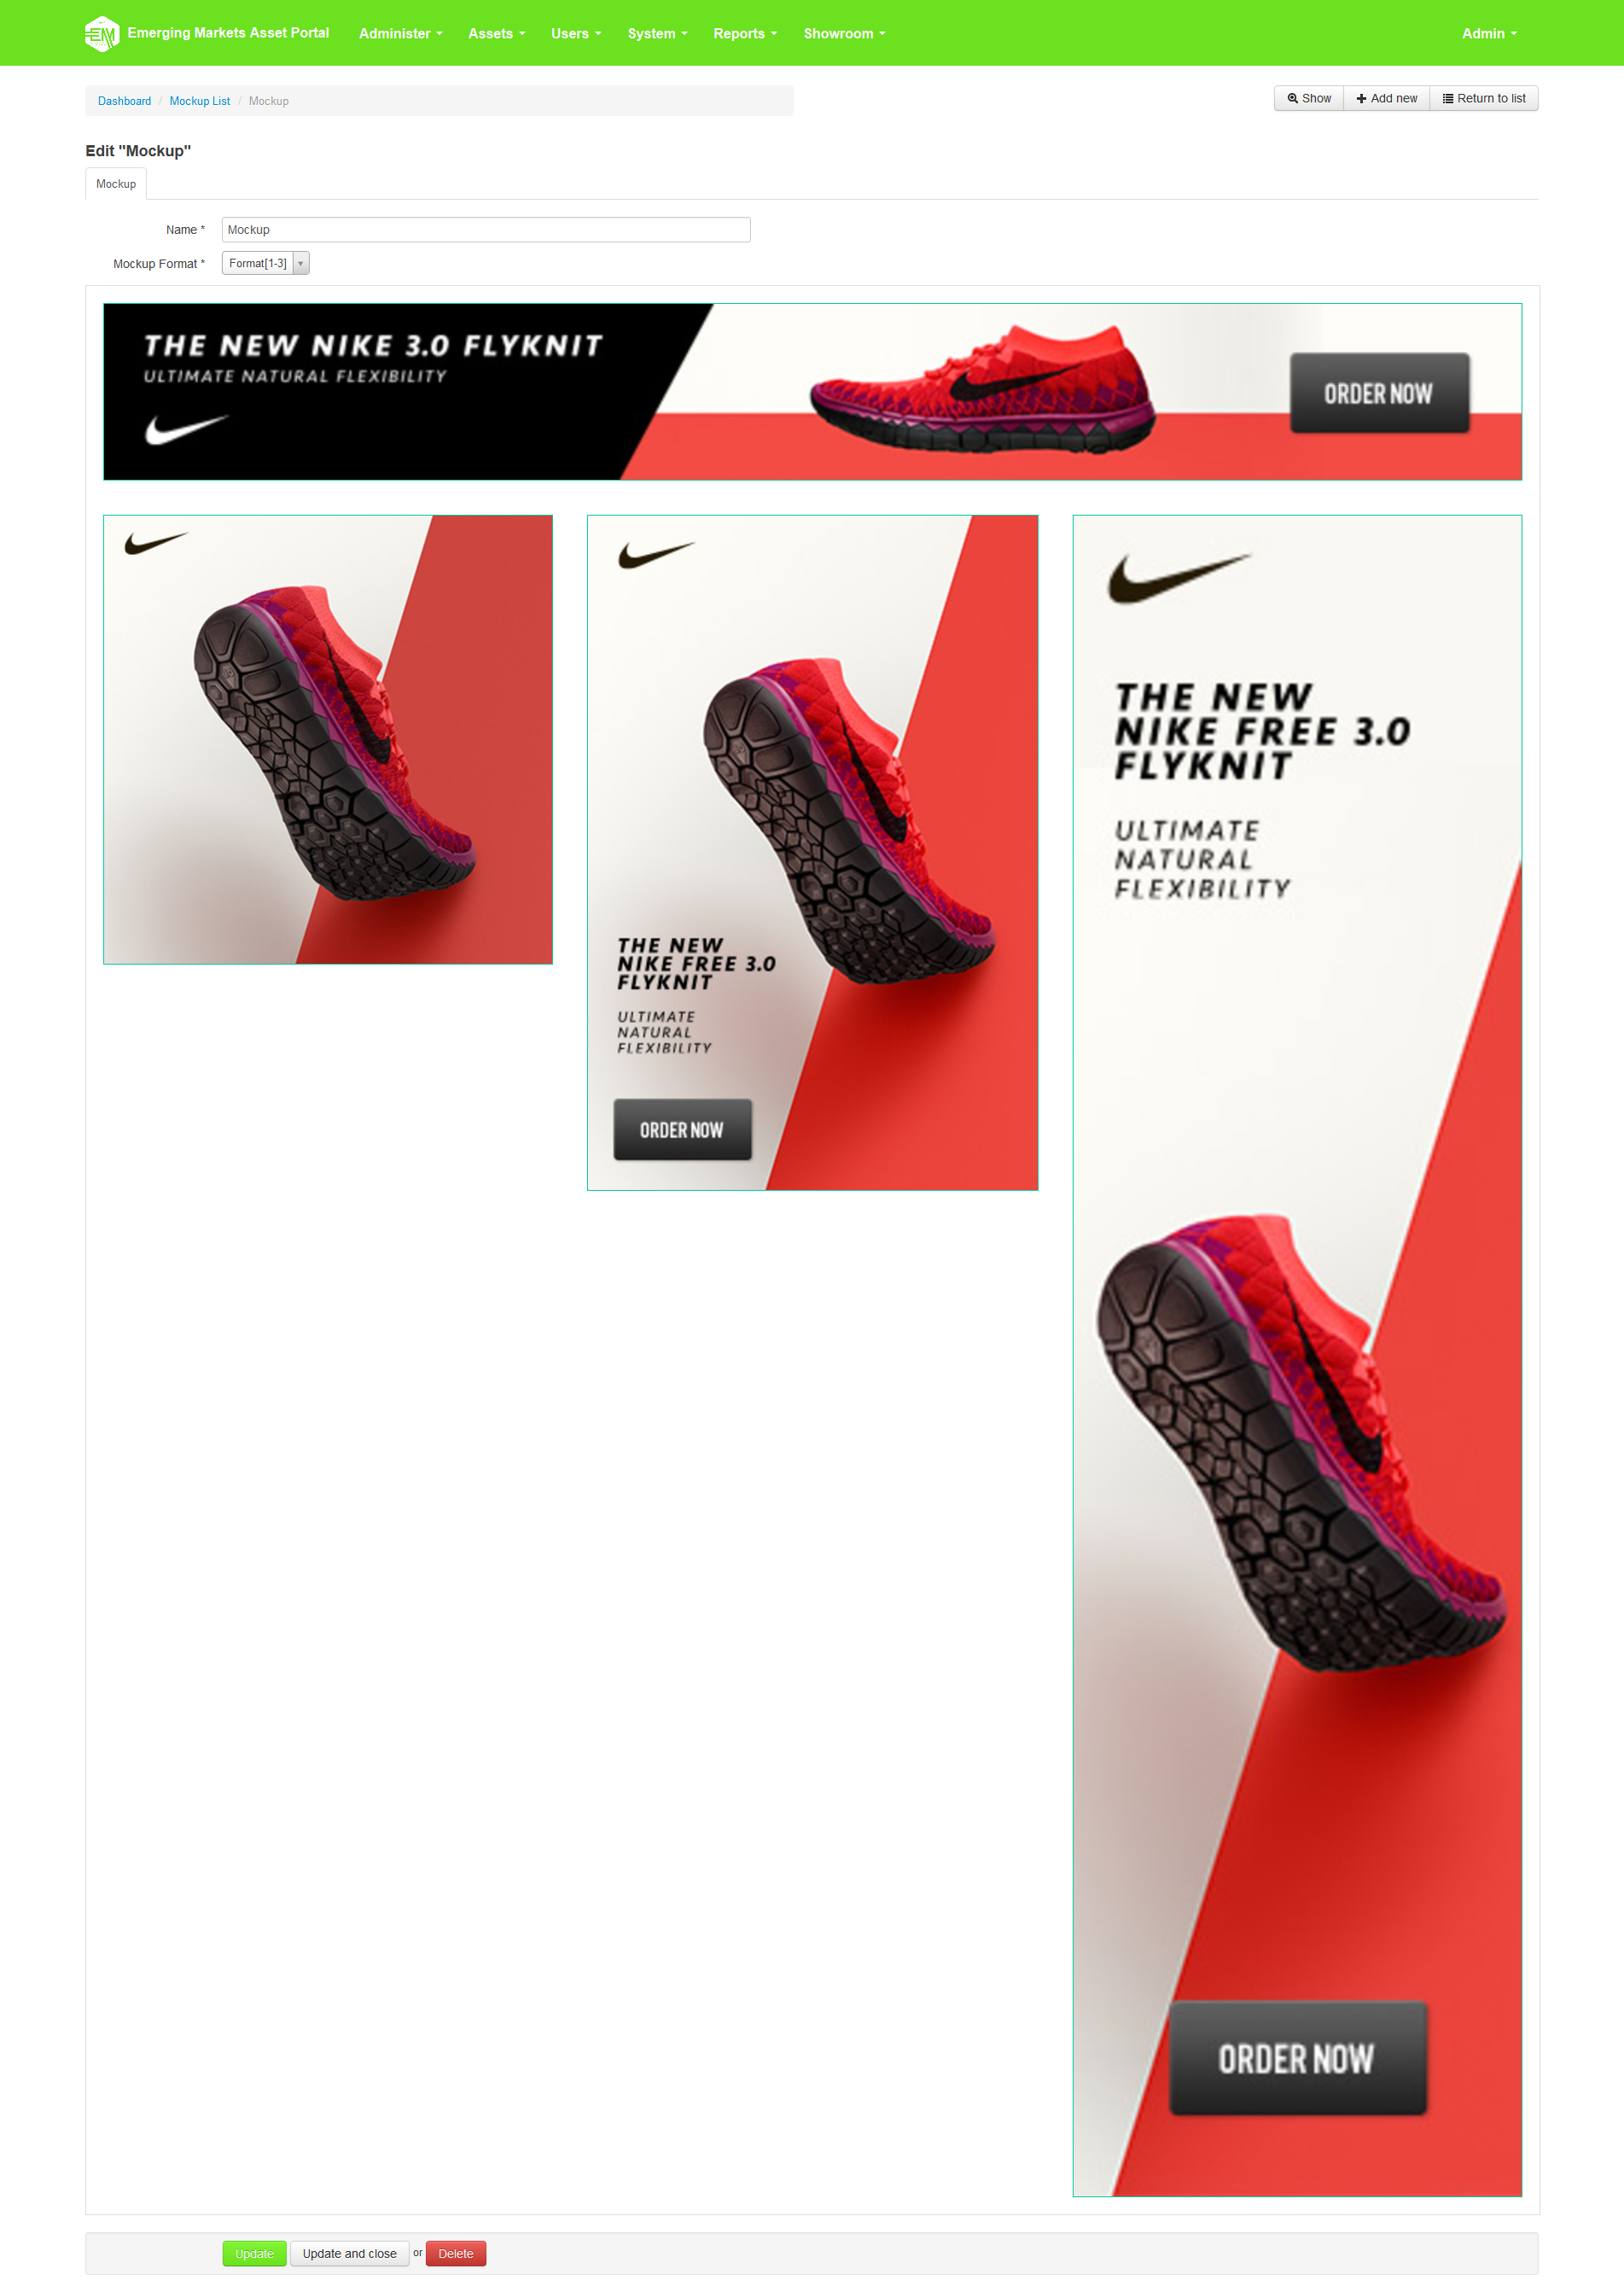 EM Emerging Markets Asset Portal Administer Assets Users System Reports Showroom Admin
Dashboard / Mockup List / Mockup
Show Add new Return to list
Edit "Mockup"
Mockup
Name * Mockup
Mockup Format * Format[1-3]
THE NEW NIKE 3.0 FLYKNIT
ULTIMATE NATURAL FLEXIBILITY
ORDER NOW
THE NEW
NIKE FREE 3.0
FLYKNIT
ULTIMATE
NATURAL
FLEXIBILITY
ORDER NOW
THE NEW
NIKE FREE 3.0
FLYKNIT
ULTIMATE
NATURAL
FLEXIBILITY
ORDER NOW
Update Update and close or Delete